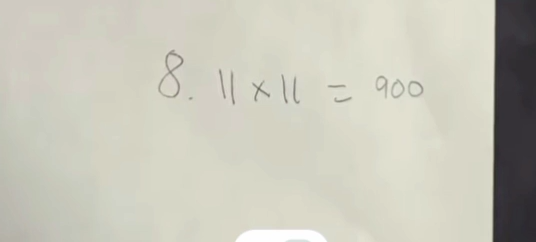 8. 11 × 11 = 900